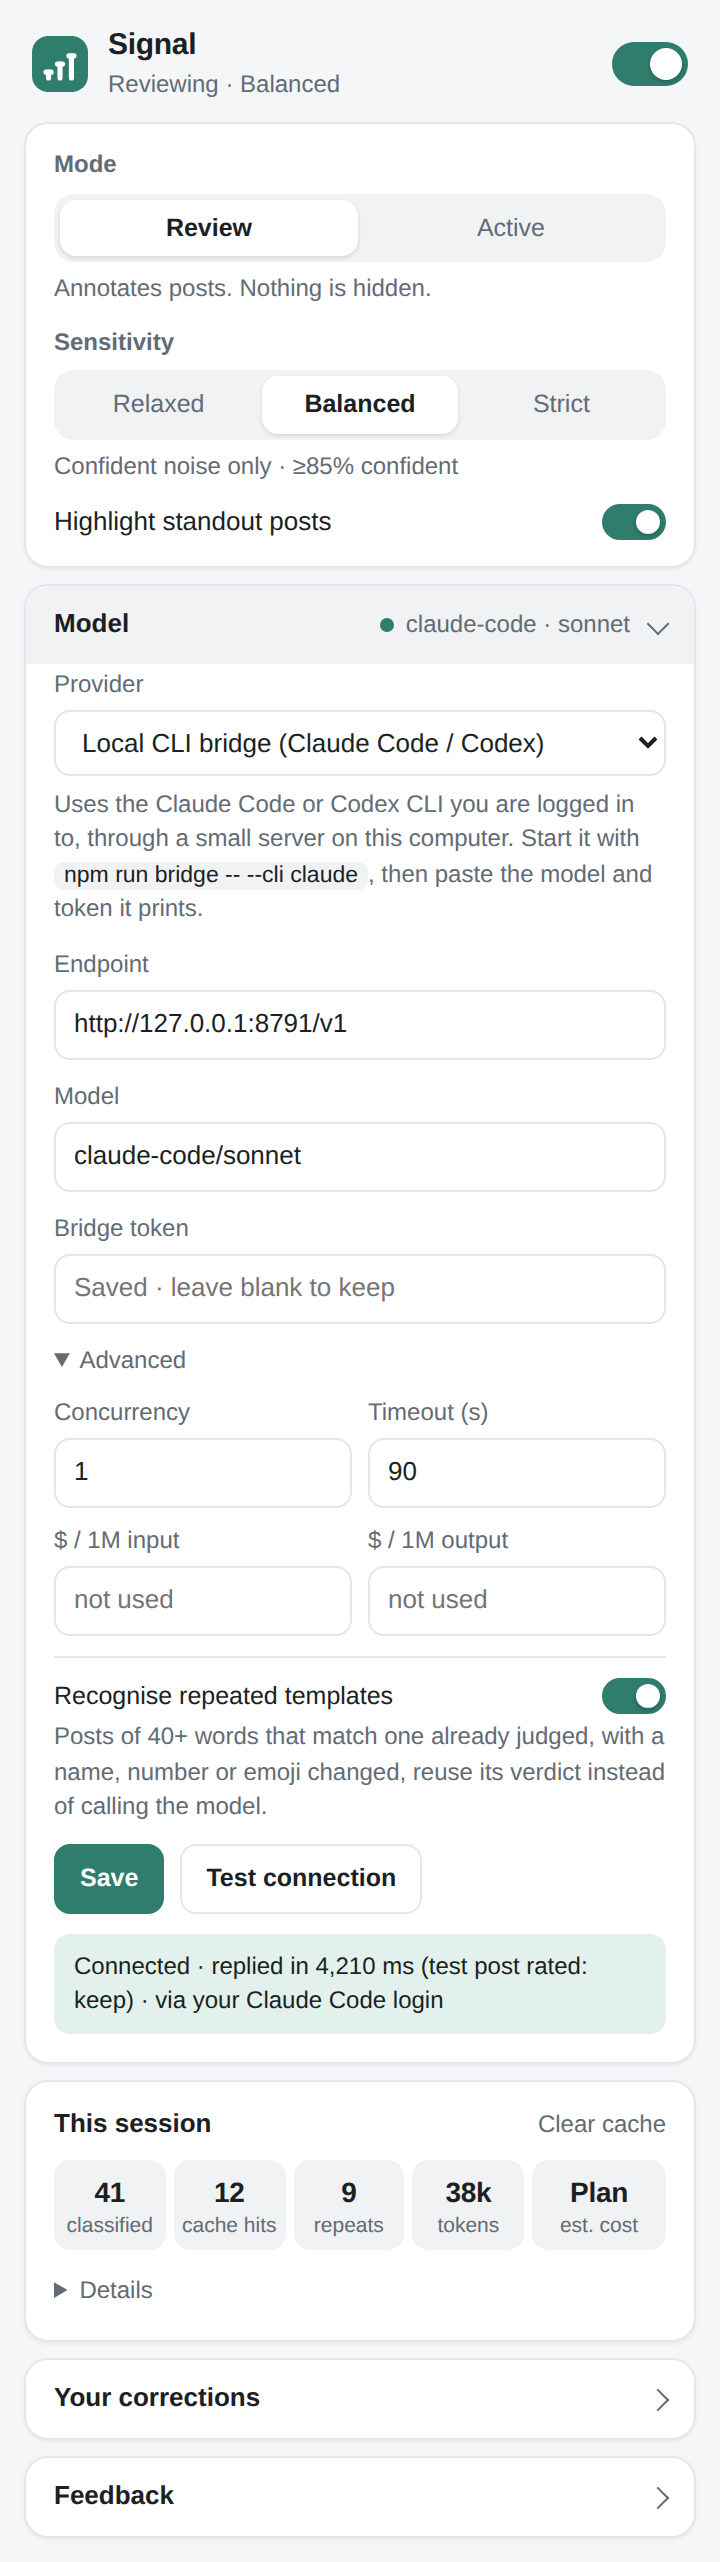 Signal
Reviewing · Balanced
Mode
Review
Active
Annotates posts. Nothing is hidden.
Sensitivity
Relaxed
Balanced
Strict
Confident noise only · ≥85% confident
Highlight standout posts
Model
claude-code · sonnet
Provider
Local CLI bridge (Claude Code / Codex)
Uses the Claude Code or Codex CLI you are logged in
to, through a small server on this computer. Start it with
npm run bridge -- --cli claude , then paste the model and
token it prints.
Endpoint
http://127.0.0.1:8791/v1
Model
claude-code/sonnet
Bridge token
Saved · leave blank to keep
Advanced
Concurrency
Timeout (s)
1
90
$ / 1M input
$ / 1M output
not used
not used
Recognise repeated templates
Posts of 40+ words that match one already judged, with a
name, number or emoji changed, reuse its verdict instead
of calling the model.
Save
Test connection
Connected · replied in 4,210 ms (test post rated:
keep) · via your Claude Code login
This session
Clear cache
41
12
9
38k
Plan
classified
cache hits
repeats
tokens
est. cost
Details
Your corrections
Feedback